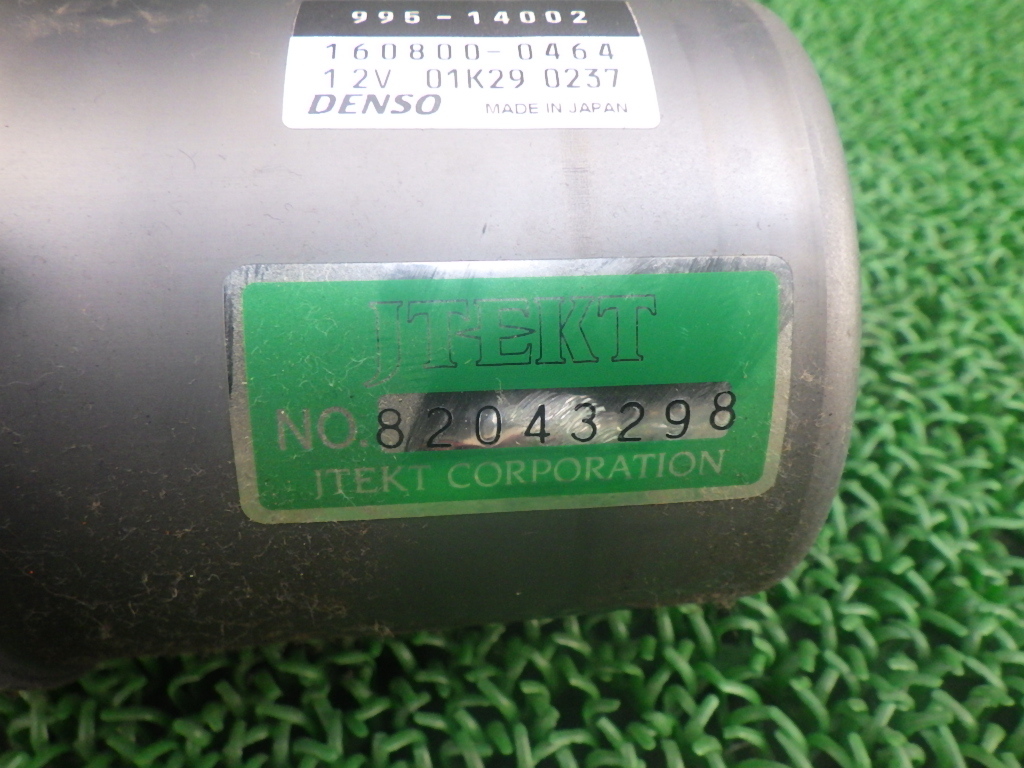 995-14002
160800-0464
12V 01K29 0237
DENSO MADE IN JAPAN
JTEKT
NO. 82043298
JTEKT CORPORATION